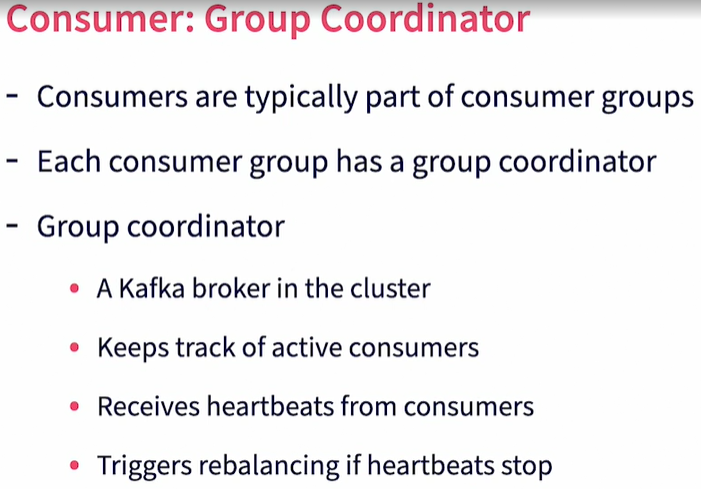 Consumer: Group Coordinator
- Consumers are typically part of consumer groups
- Each consumer group has a group coordinator
- Group coordinator
• A Kafka broker in the cluster
• Keeps track of active consumers
• Receives heartbeats from consumers
• Triggers rebalancing if heartbeats stop